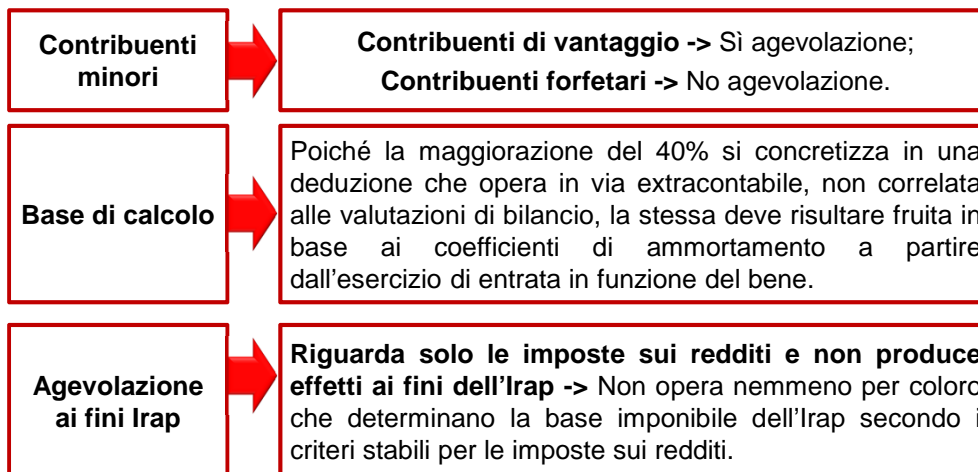 Contribuenti
minori
Contribuenti di vantaggio -> Sì agevolazione;
Contribuenti forfetari -> No agevolazione.
Base di calcolo
Poiché la maggiorazione del 40% si concretizza in una
deduzione che opera in via extracontabile, non correlata
alle valutazioni di bilancio, la stessa deve risultare fruita in
base ai coefficienti di ammortamento a partire
dall'esercizio di entrata in funzione del bene.
Agevolazione
ai fini Irap
Riguarda solo le imposte sui redditi e non produce
effetti ai fini dell'Irap -> Non opera nemmeno per coloro
che determinano la base imponibile dell'Irap secondo i
criteri stabili per le imposte sui redditi.